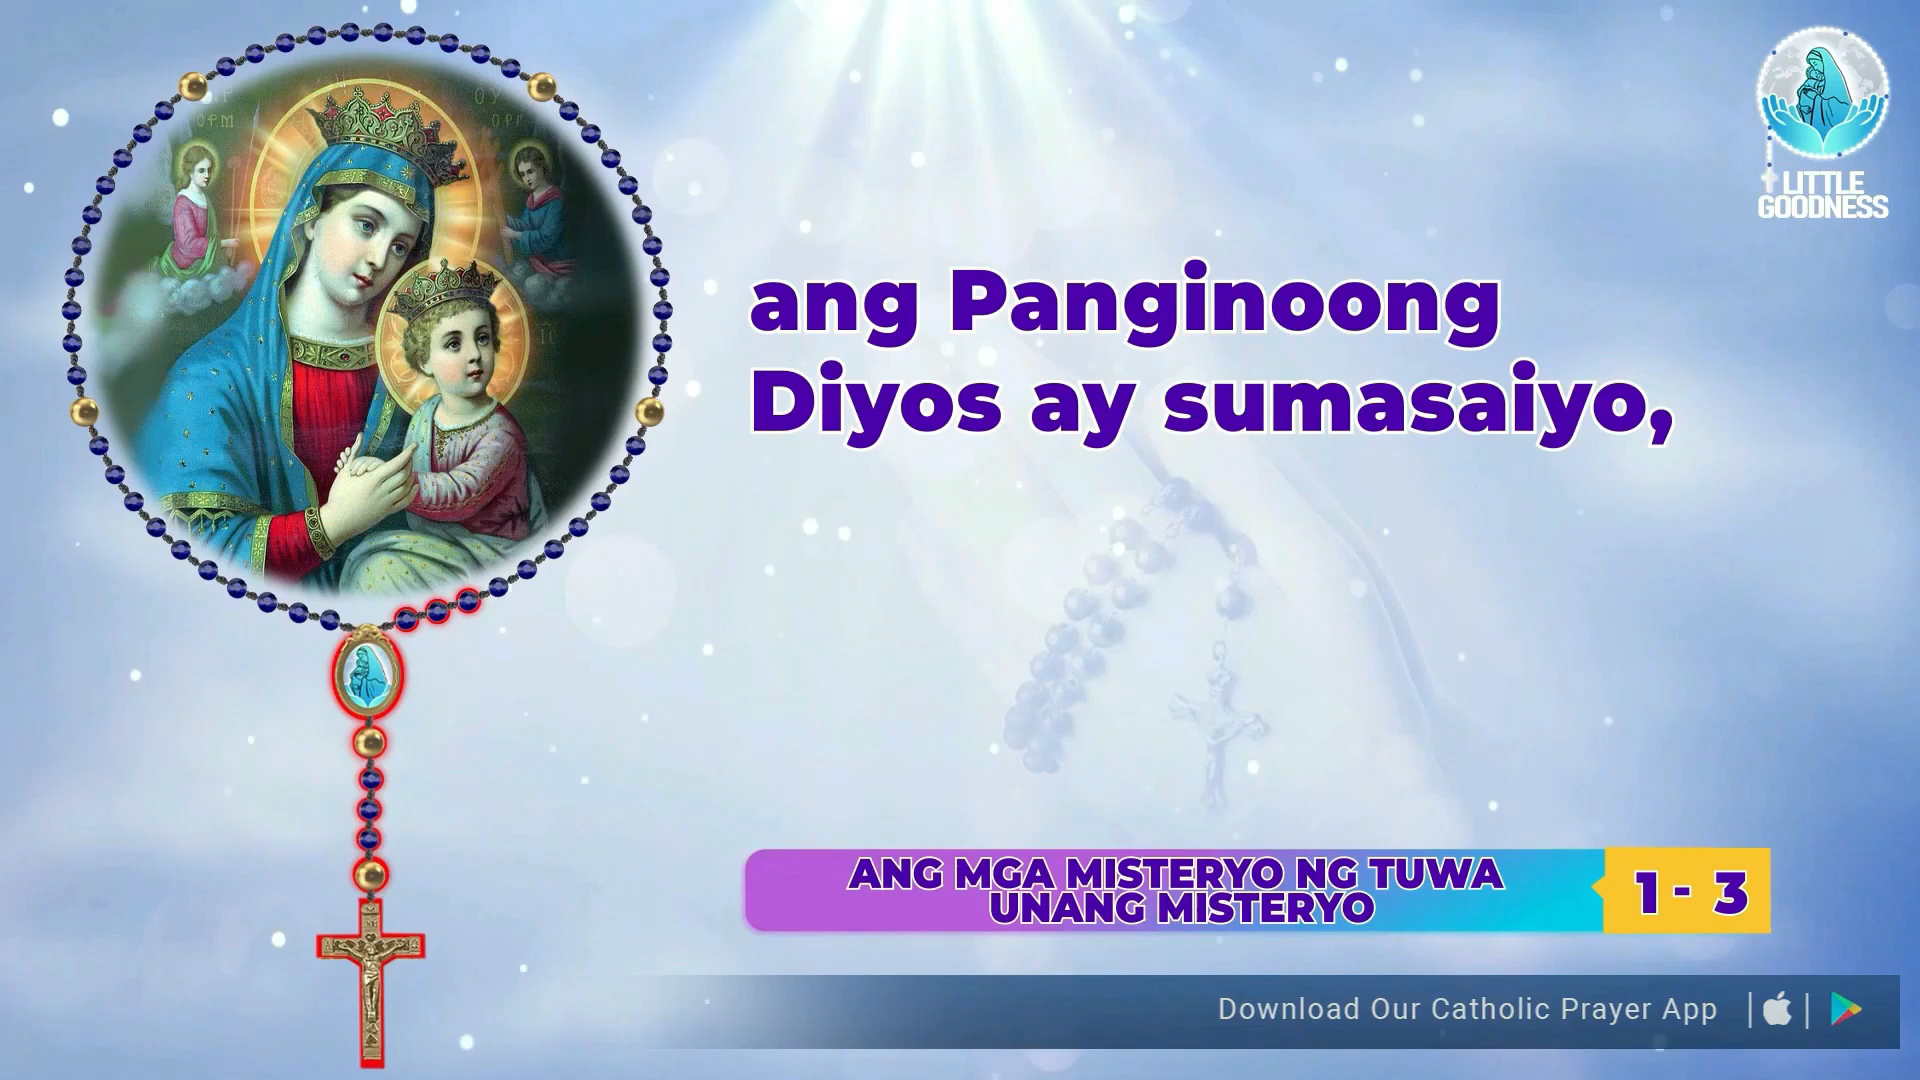 LITTLE
GOODNESS
ang Panginoong
Diyos ay sumasaiyo,
ANG MGA MISTERYO NG TUWA
UNANG MISTERYO
1 - 3
Download Our Catholic Prayer App